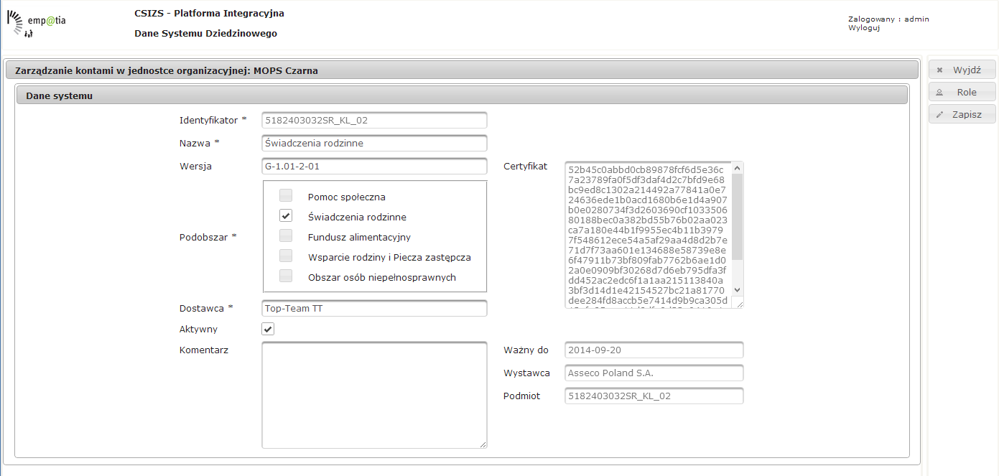 emp@tia
CSIZS - Platforma Integracyjna
Dane Systemu Dziedzinowego
Zalogowany : admin
Wyloguj
Zarządzanie kontami w jednostce organizacyjnej: MOPS Czarna
Wyjdź
Role
Zapisz
Dane systemu
Identyfikator *
5182403032SR_KL_02
Nazwa *
Świadczenia rodzinne
Wersja
G-1.01-2-01
Podobszar *
Pomoc społeczna
Świadczenia rodzinne
Fundusz alimentacyjny
Wsparcie rodziny i Piecza zastępcza
Obszar osób niepełnosprawnych
Dostawca *
Top-Team TT
Aktywny
Komentarz
Certyfikat
52b45c0abbd0cb89878fcf6d5e36c
7a23789fa0f5df3daf4d2c7bfd9e68
bc9ed8c1302a214492a77841a0e7
24636ede1b0acd1680b6e1d4a907
b0e0280734f3d2603690cf1033506
80188bec0a382bd55b76b02aa023
ca7a180e44b1f9955ec4b11b3979
7f548612ece54a5af29aa4d8d2b7e
71d7f73aa601e134688e58739e8e
6f47911b73bf809fab7762b6ae1d0
2a0e0909bf30268d7d6eb795dfa3f
dd452ac2edc6f1a1aa215113840a
3bf3d14d1e42154527bc21a81770
dee284fd8accb5e7414d9b9ca305d
Ważny do
2014-09-20
Wystawca
Asseco Poland S.A.
Podmiot
5182403032SR_KL_02